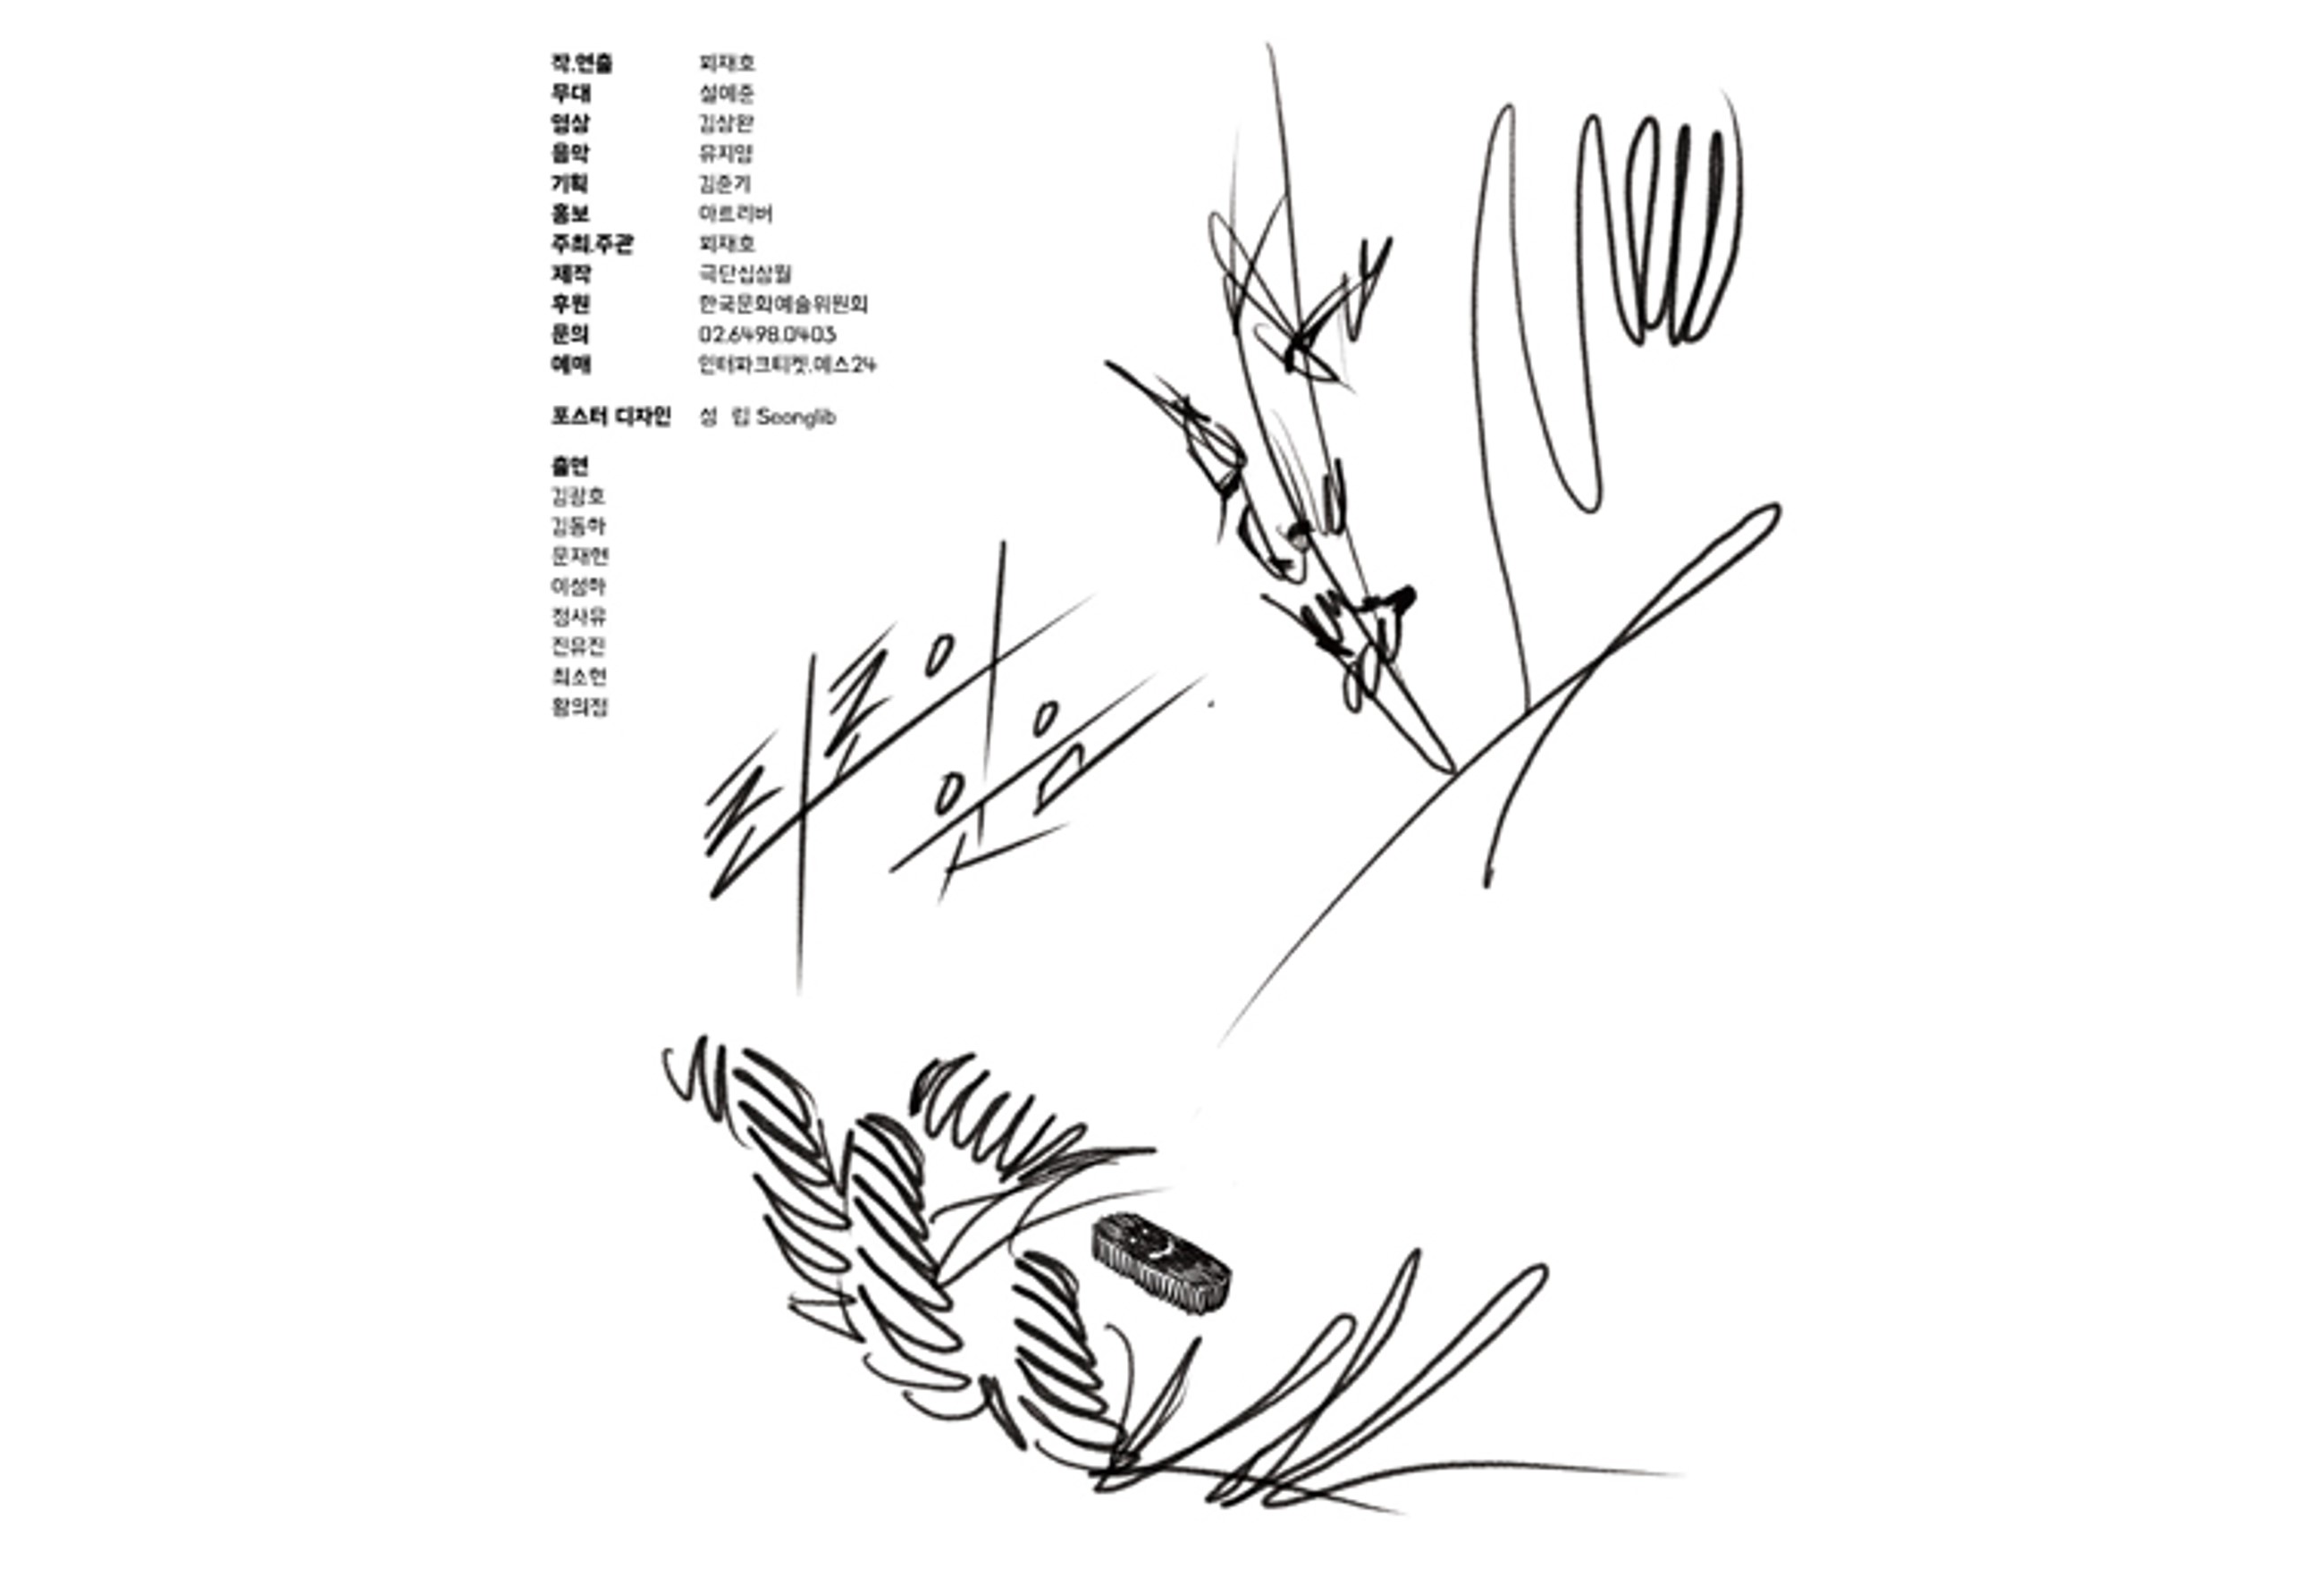 작.연출 최재호
무대 설예준
영상 김상완
음악 유지영
기획 김준기
홍보 아트리버
주최.주관 최재호
제작 극단십삼월
후원 한국문화예술위원회
문의 02.6498.0403
예매 인터파크티켓.예스24
포스터 디자인 성 립 Seonglib
출연
김광호
김동하
문재현
이성하
정사유
진유진
최소현
황의정